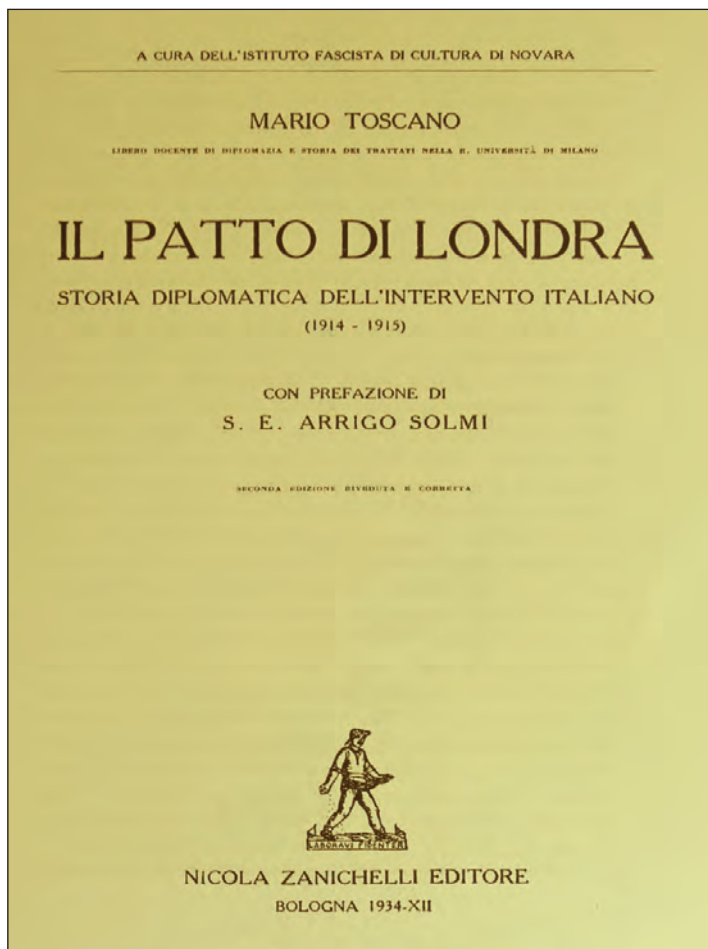 A CURA DELL'ISTITUTO FASCISTA DI CULTURA DI NOVARA
MARIO TOSCANO
LIBERO DOCENTE DI DIPLOMAZIA E STORIA DEI TRATTATI NELLA R. UNIVERSITÀ DI MILANO
IL PATTO DI LONDRA
STORIA DIPLOMATICA DELL'INTERVENTO ITALIANO
(1914 - 1915)
CON PREFAZIONE DI
S. E. ARRIGO SOLMI
SECONDA EDIZIONE RIVEDUTA E CORRETTA
LABORAVI FIDENTER
NICOLA ZANICHELLI EDITORE
BOLOGNA 1934-XII